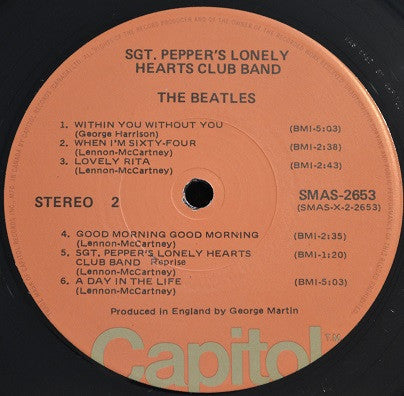 SGT. PEPPER'S LONELY
HEARTS CLUB BAND
THE BEATLES
1. WITHIN YOU WITHOUT YOU (BMI-5:03)
(George Harrison)
2. WHEN I'M SIXTY-FOUR (BMI-2:38)
(Lennon-McCartney)
3. LOVELY RITA (BMI-2:43)
(Lennon-McCartney)
STEREO 2 SMAS-2653
(SMAS-X-2-2653)
4. GOOD MORNING GOOD MORNING (BMI-2:35)
(Lennon-McCartney)
5. SGT. PEPPER'S LONELY HEARTS (BMI-1:20)
CLUB BAND Reprise
(Lennon-McCartney)
6. A DAY IN THE LIFE (BMI-5:03)
(Lennon-McCartney)
Produced in England by George Martin
Capitol TM